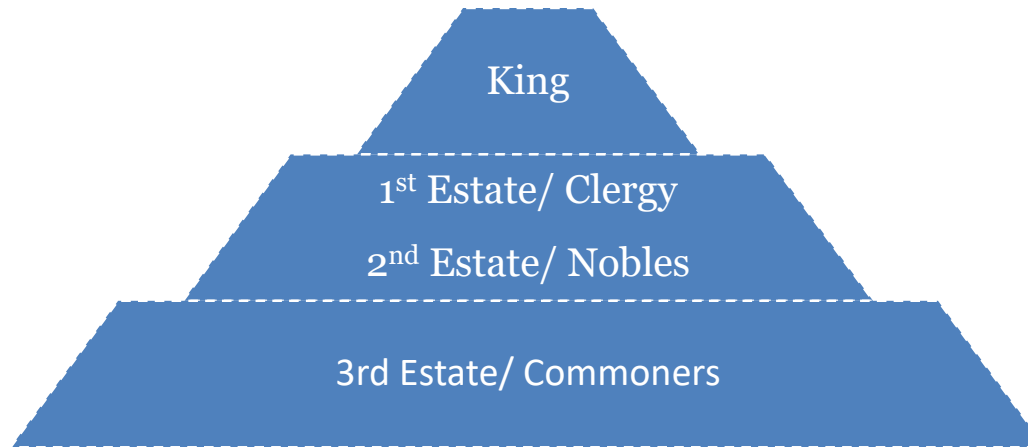 King
1st Estate/ Clergy
2nd Estate/ Nobles
3rd Estate/ Commoners